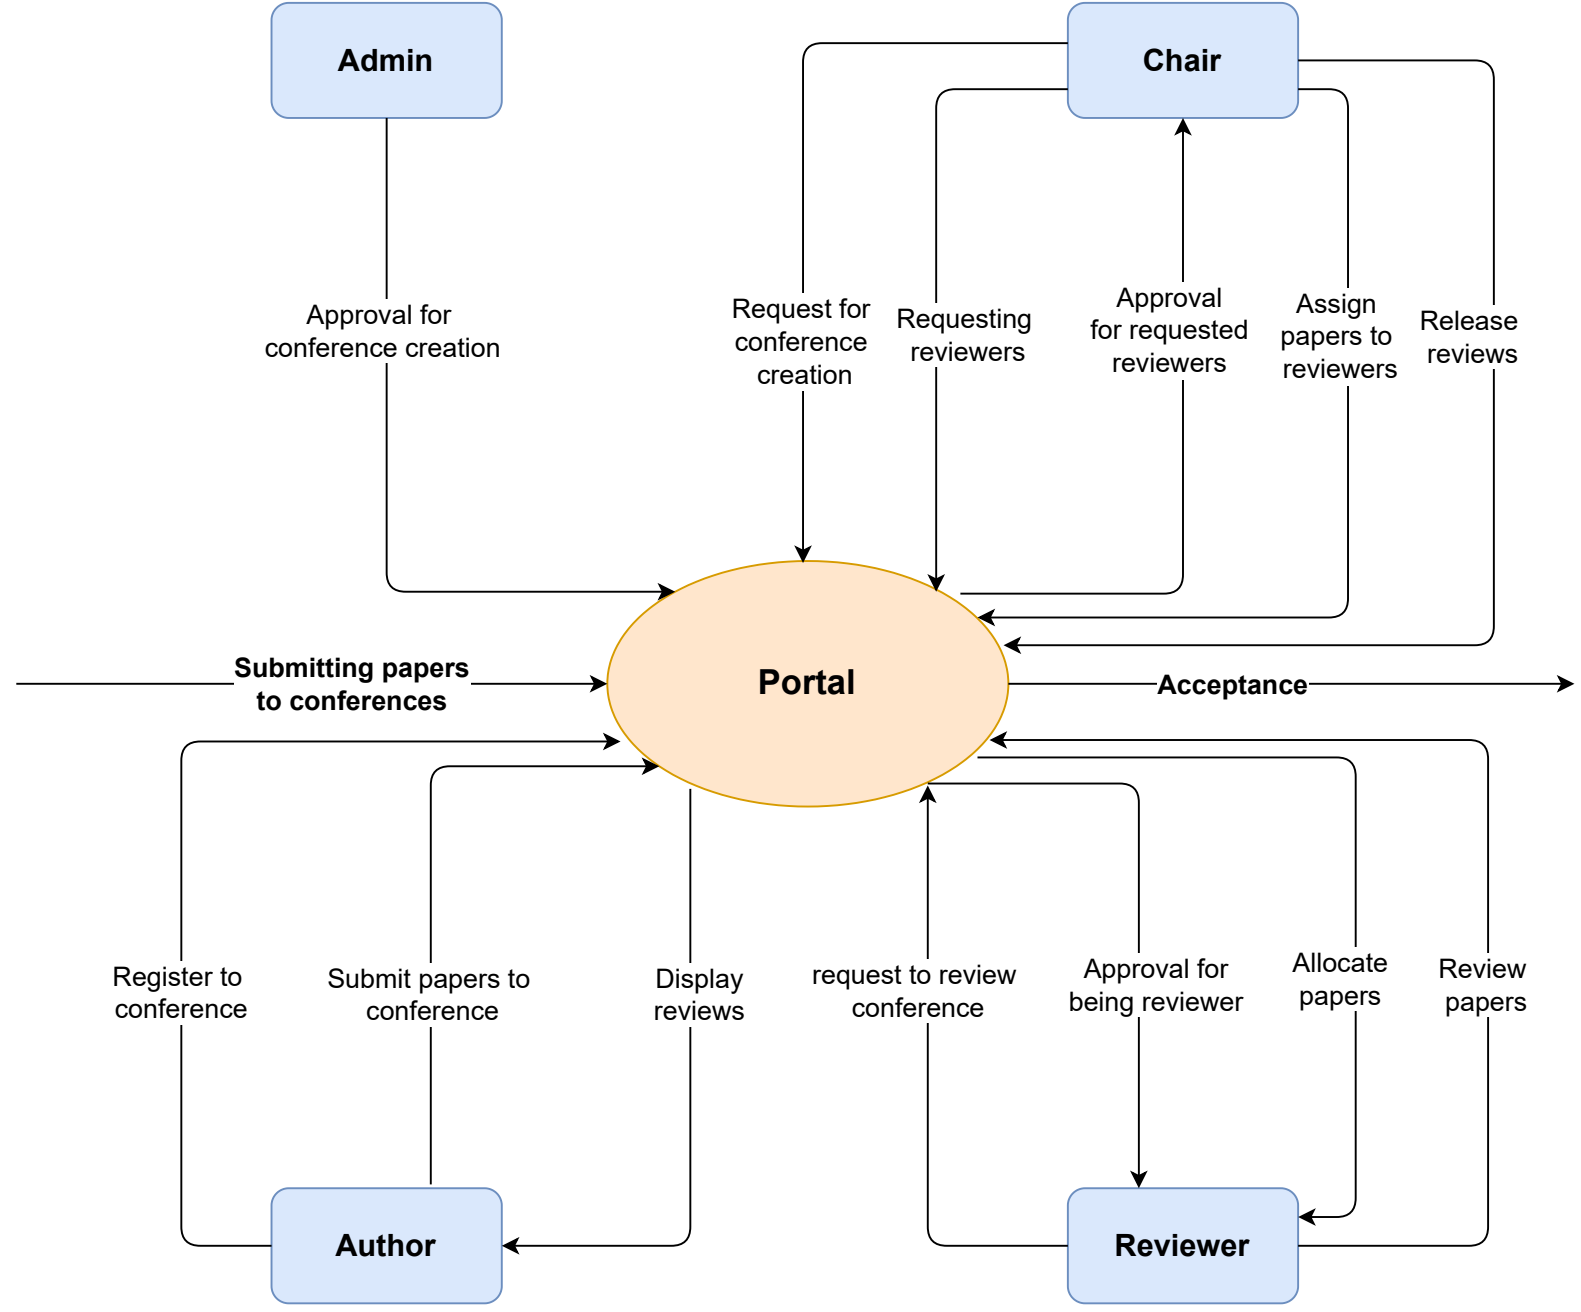 Admin
Chair
Approval for
conference creation
Request for
conference
creation
Requesting
reviewers
Approval
for requested
reviewers
Assign
papers to
reviewers
Release
reviews
Submitting papers
to conferences
Portal
Acceptance
Register to
conference
Submit papers to
conference
Display
reviews
request to review
conference
Approval for
being reviewer
Allocate
papers
Review
papers
Author
Reviewer